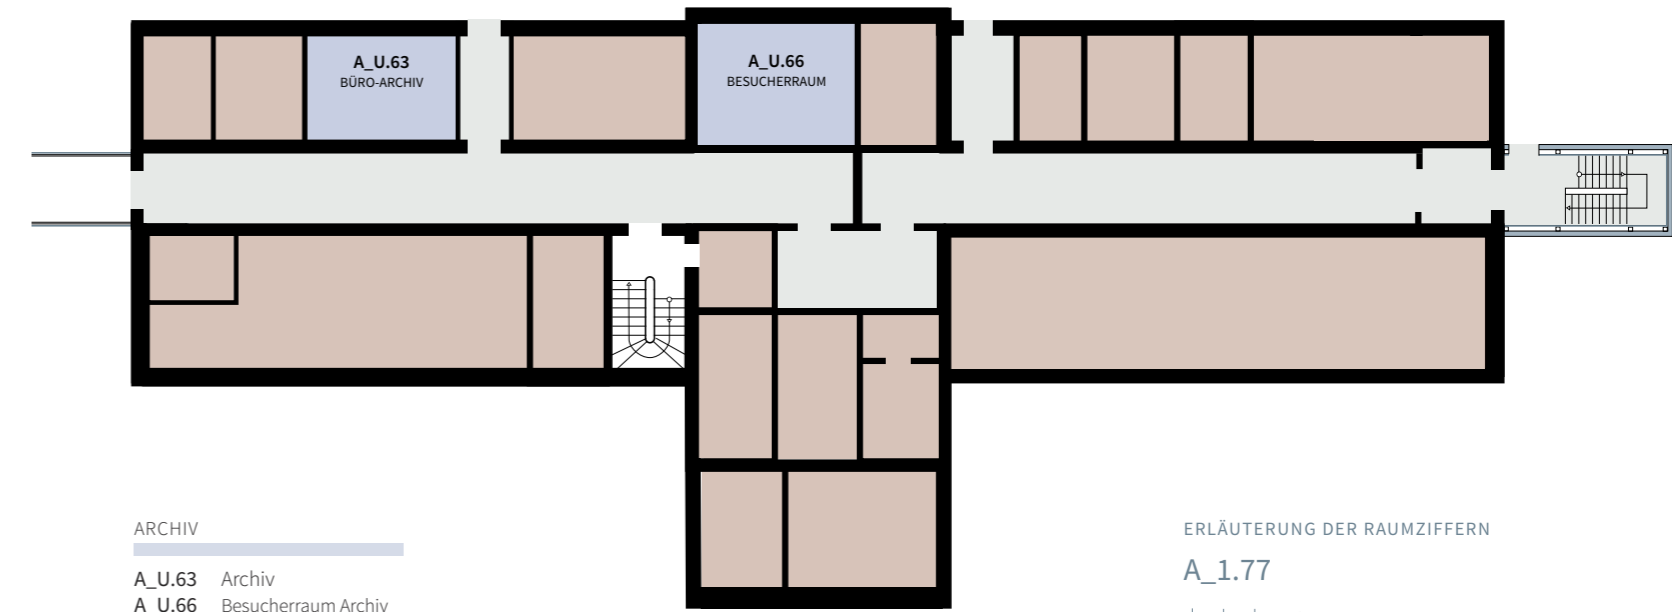 A_U.63
BÜRO-ARCHIV
A_U.66
BESUCHERRAUM
ARCHIV
A_U.63 Archiv
A_U.66 Besucherraum Archiv
ERLÄUTERUNG DER RAUMZIFFERN
A_1.77